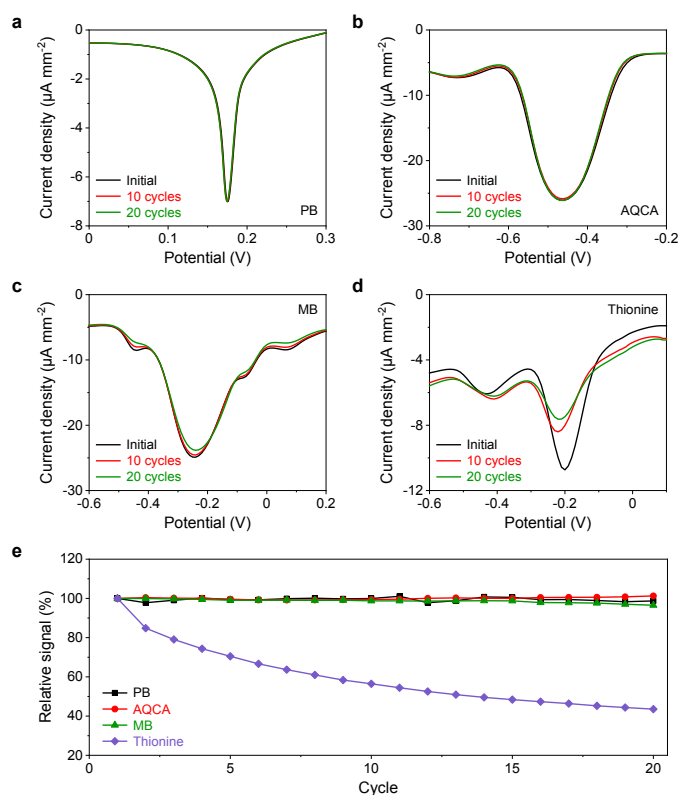 a
0
-2
-4
-6
-8
Current density (µA mm⁻²)
Initial
10 cycles
20 cycles
PB
0.0 0.1 0.2 0.3
Potential (V)
b
0
-10
-20
-30
Current density (µA mm⁻²)
Initial
10 cycles
20 cycles
AQCA
-0.8 -0.6 -0.4 -0.2
Potential (V)
c
0
-10
-20
-30
Current density (µA mm⁻²)
MB
Initial
10 cycles
20 cycles
-0.6 -0.4 -0.2 0 0.2
Potential (V)
d
0
-4
-8
-12
Current density (µA mm⁻²)
Thionine
Initial
10 cycles
20 cycles
-0.6 -0.4 -0.2 0
Potential (V)
e
120
100
80
60
40
20
Relative signal (%)
PB
AQCA
MB
Thionine
0 5 10 15 20
Cycle